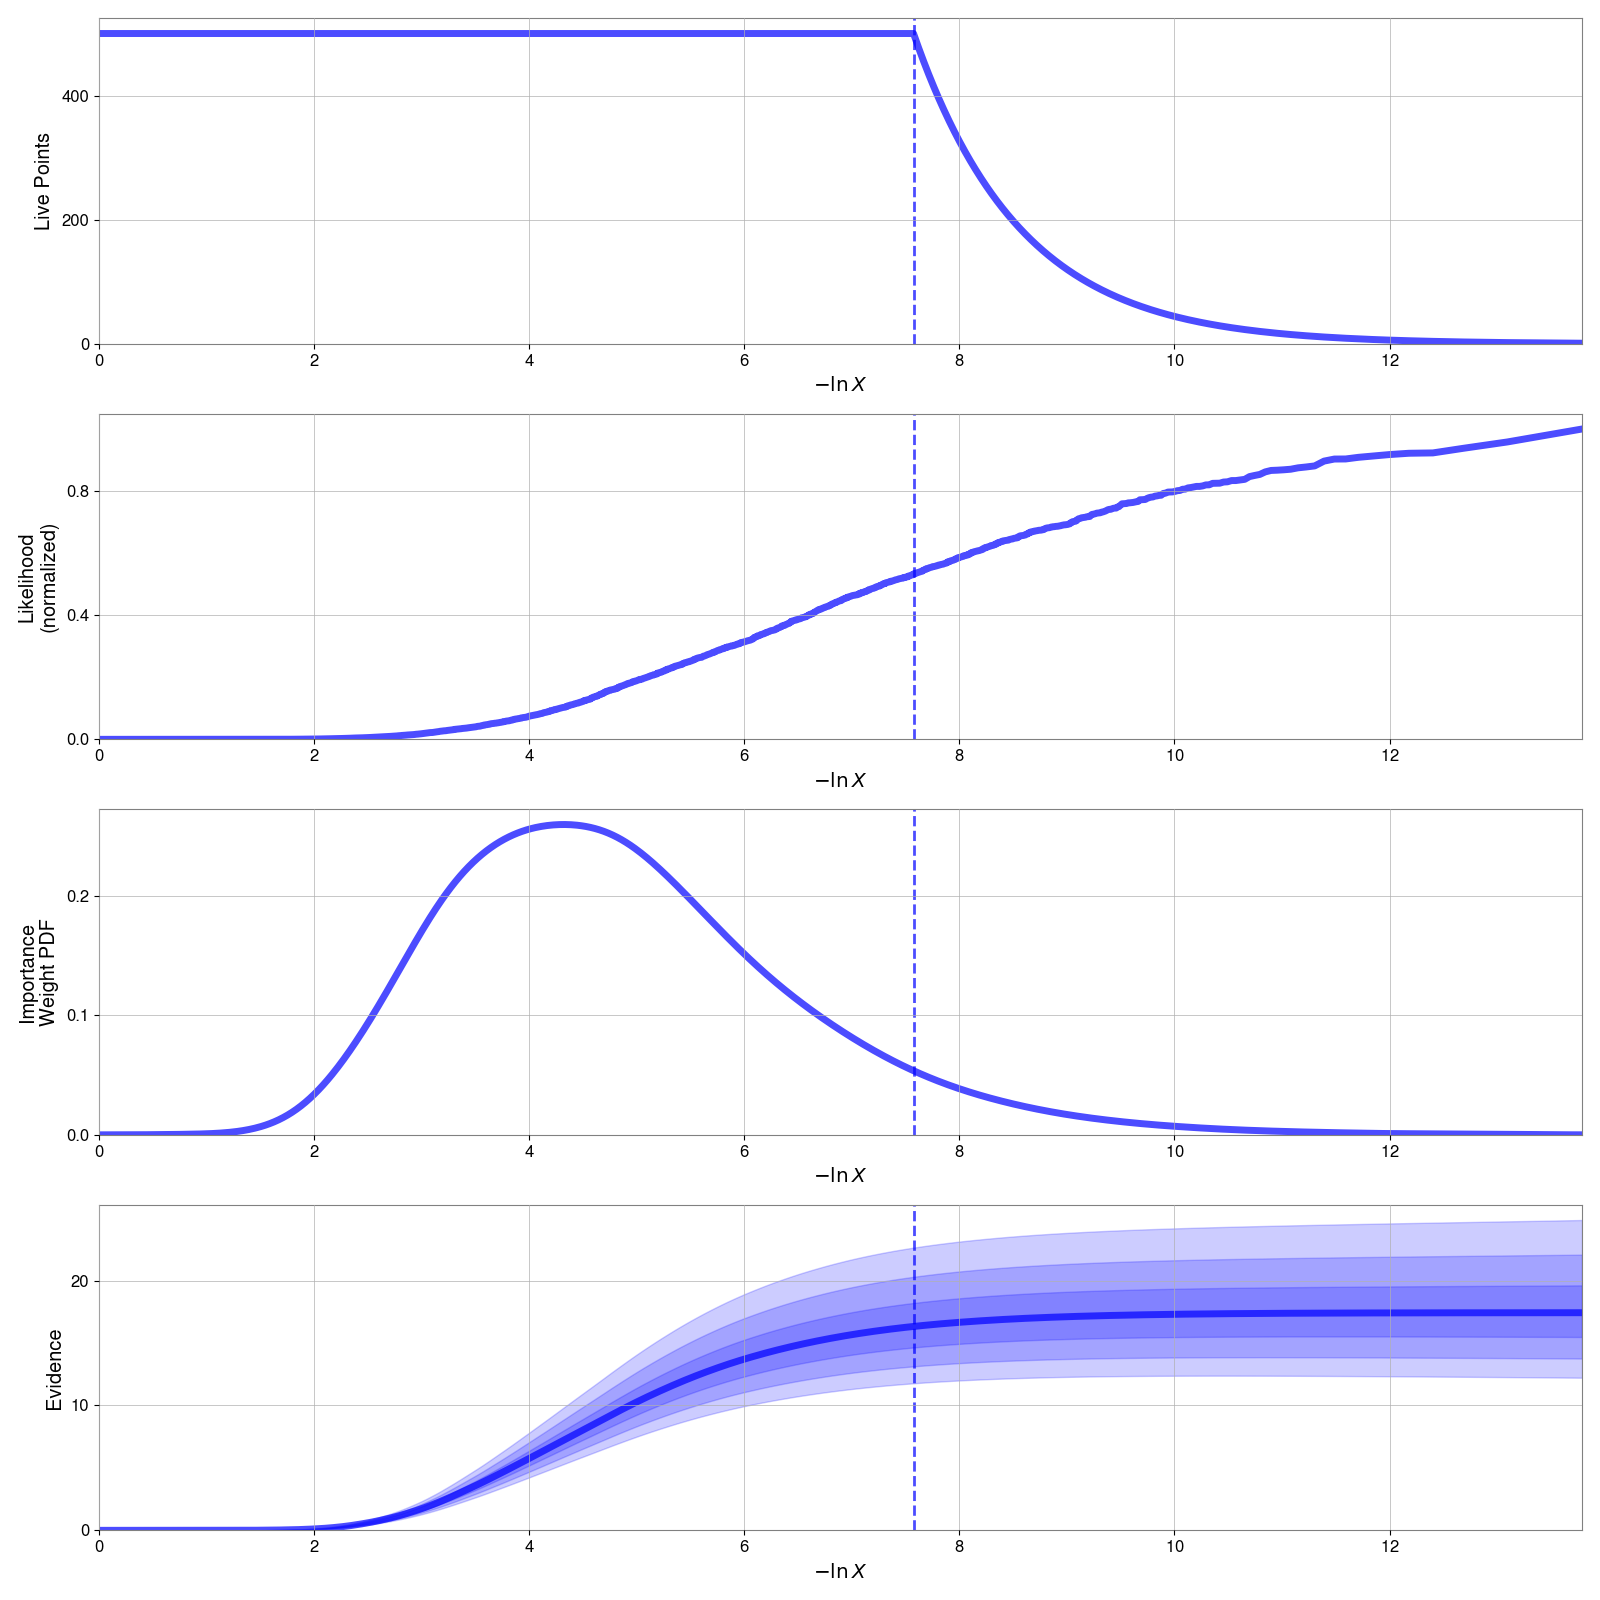 Live Points
400
200
0
0 2 4 6 8 10 12
−ln X
Likelihood
(normalized)
0.8
0.4
0.0
0 2 4 6 8 10 12
−ln X
Importance
Weight PDF
0.2
0.1
0.0
0 2 4 6 8 10 12
−ln X
Evidence
20
10
0
0 2 4 6 8 10 12
−ln X